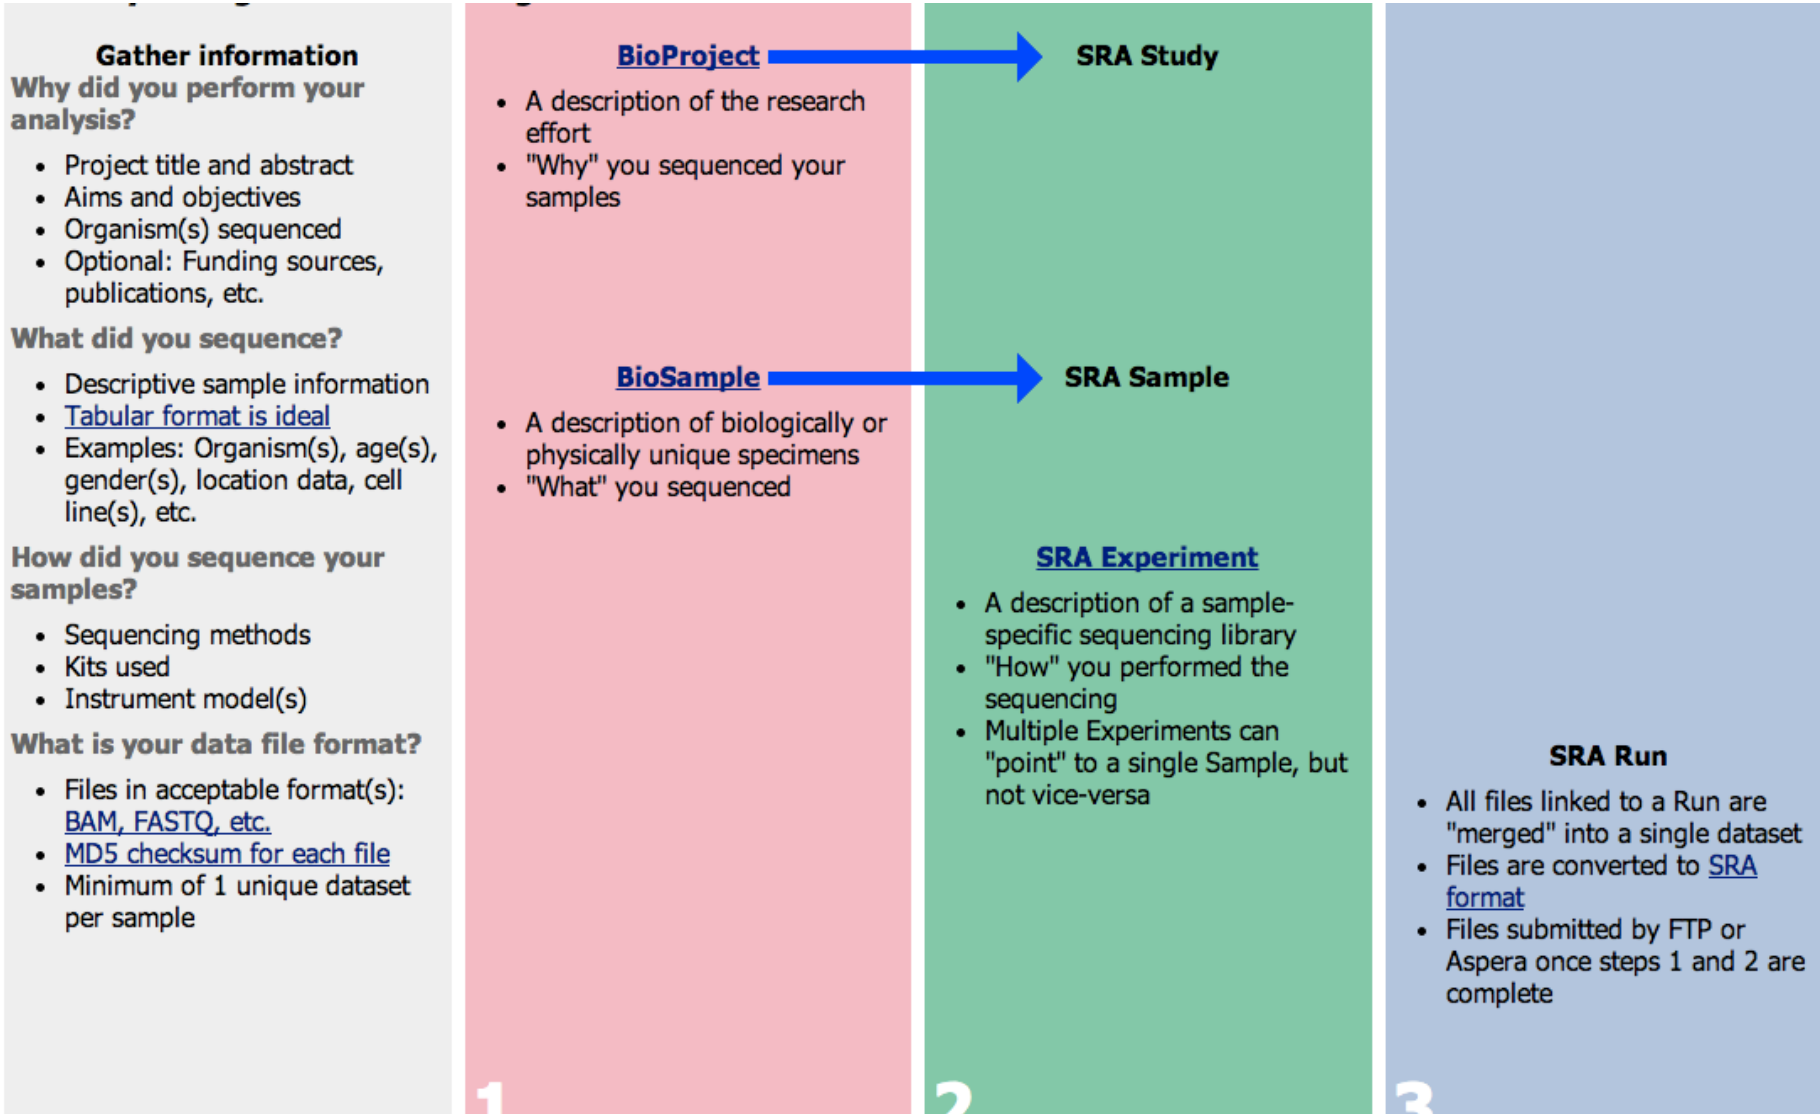 Gather information
Why did you perform your
analysis?
• Project title and abstract
• Aims and objectives
• Organism(s) sequenced
• Optional: Funding sources,
publications, etc.
What did you sequence?
• Descriptive sample information
• Tabular format is ideal
• Examples: Organism(s), age(s),
gender(s), location data, cell
line(s), etc.
How did you sequence your
samples?
• Sequencing methods
• Kits used
• Instrument model(s)
What is your data file format?
• Files in acceptable format(s):
BAM, FASTQ, etc.
• MD5 checksum for each file
• Minimum of 1 unique dataset
per sample
BioProject
• A description of the research
effort
• "Why" you sequenced your
samples
BioSample
• A description of biologically or
physically unique specimens
• "What" you sequenced
1
SRA Study
SRA Sample
SRA Experiment
• A description of a sample-
specific sequencing library
• "How" you performed the
sequencing
• Multiple Experiments can
"point" to a single Sample, but
not vice-versa
2
SRA Run
• All files linked to a Run are
"merged" into a single dataset
• Files are converted to SRA
format
• Files submitted by FTP or
Aspera once steps 1 and 2 are
complete
3